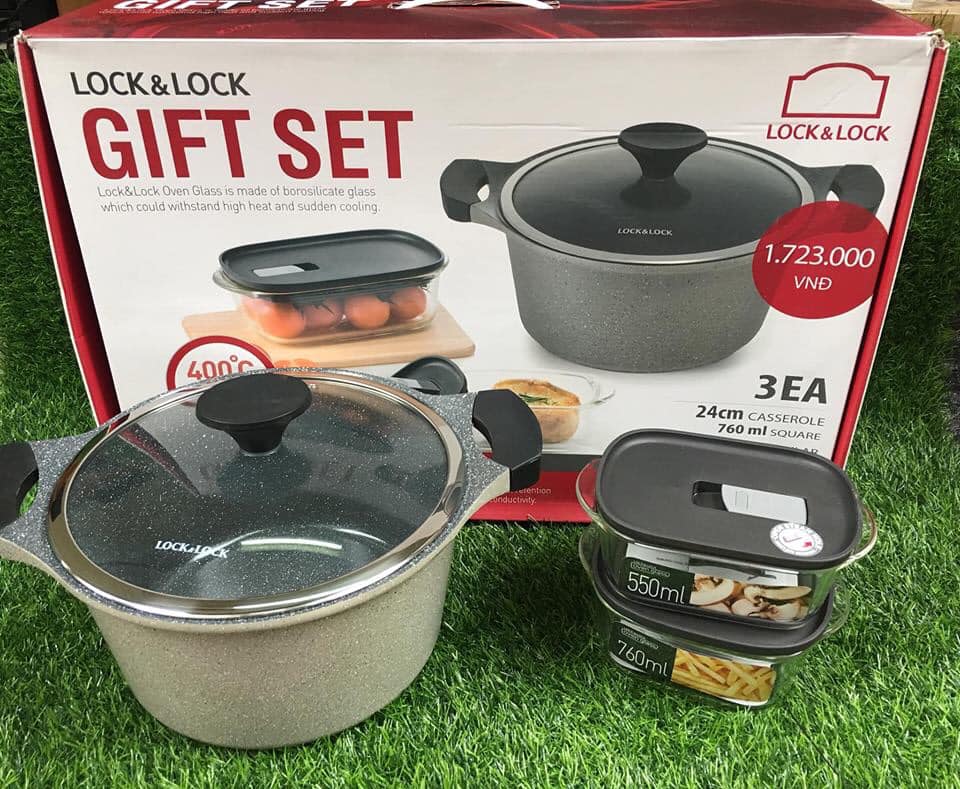 GIFT SET
LOCK&LOCK
GIFT SET
Lock&Lock Oven Glass is made of borosilicate glass
which could withstand high heat and sudden cooling.
LOCK&LOCK
LOCK&LOCK
1.723.000
VNĐ
400°C
3EA
24cm CASSEROLE
760 ml SQUARE
conductivity.
LOCK&LOCK
550ml
760ml